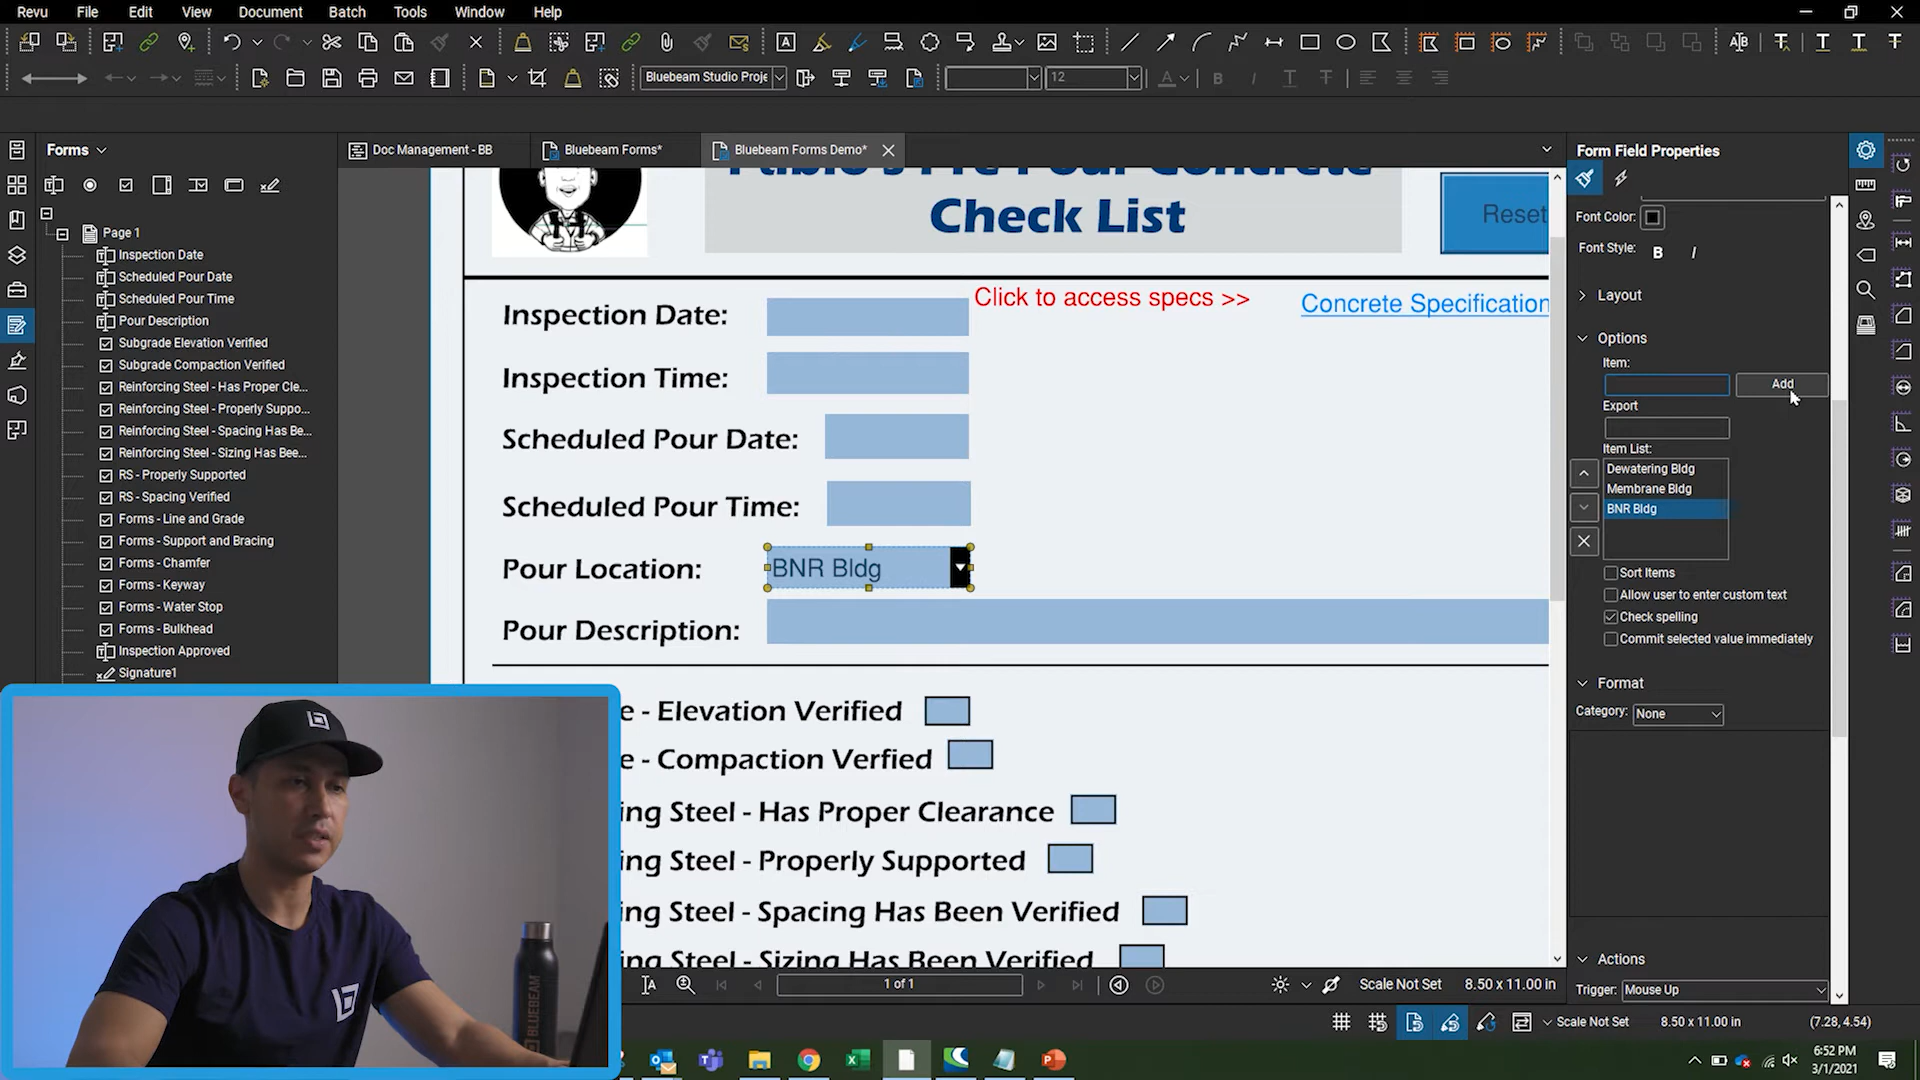 Revu File Edit View Document Batch Tools Window Help
Bluebeam Studio Proje
12
Forms
Doc Management - BB
Bluebeam Forms*
Bluebeam Forms Demo*
Form Field Properties
Page 1
Inspection Date
Scheduled Pour Date
Scheduled Pour Time
Pour Description
Subgrade Elevation Verified
Subgrade Compaction Verified
Reinforcing Steel - Has Proper Cle...
Reinforcing Steel - Properly Suppo...
Reinforcing Steel - Spacing Has Be...
Reinforcing Steel - Sizing Has Bee...
RS - Properly Supported
RS - Spacing Verified
Forms - Line and Grade
Forms - Support and Bracing
Forms - Chamfer
Forms - Keyway
Forms - Water Stop
Forms - Bulkhead
Inspection Approved
Signature1
Check List
Reset
Click to access specs >>
Concrete Specification
Inspection Date:
Inspection Time:
Scheduled Pour Date:
Scheduled Pour Time:
Pour Location:
BNR Bldg
Pour Description:
e - Elevation Verified
e - Compaction Verfied
ing Steel - Has Proper Clearance
ing Steel - Properly Supported
ing Steel - Spacing Has Been Verified
ing Steel - Sizing Has Been Verified
Font Color:
Font Style: B I
Layout
Options
Item:
Add
Export
Item List:
Dewatering Bldg
Membrane Bldg
BNR Bldg
Sort Items
Allow user to enter custom text
Check spelling
Commit selected value immediately
Format
Category: None
Actions
Trigger: Mouse Up
1 of 1
Scale Not Set
8.50 x 11.00 in
Scale Not Set
8.50 x 11.00 in
(7.28, 4.54)
6:52 PM
3/1/2021
BLUEBEAM